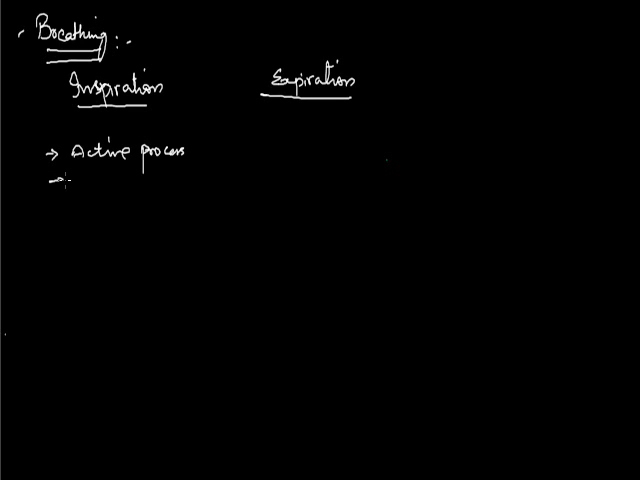 Breathing :-
Inspiration Expiration
→ Active process
→